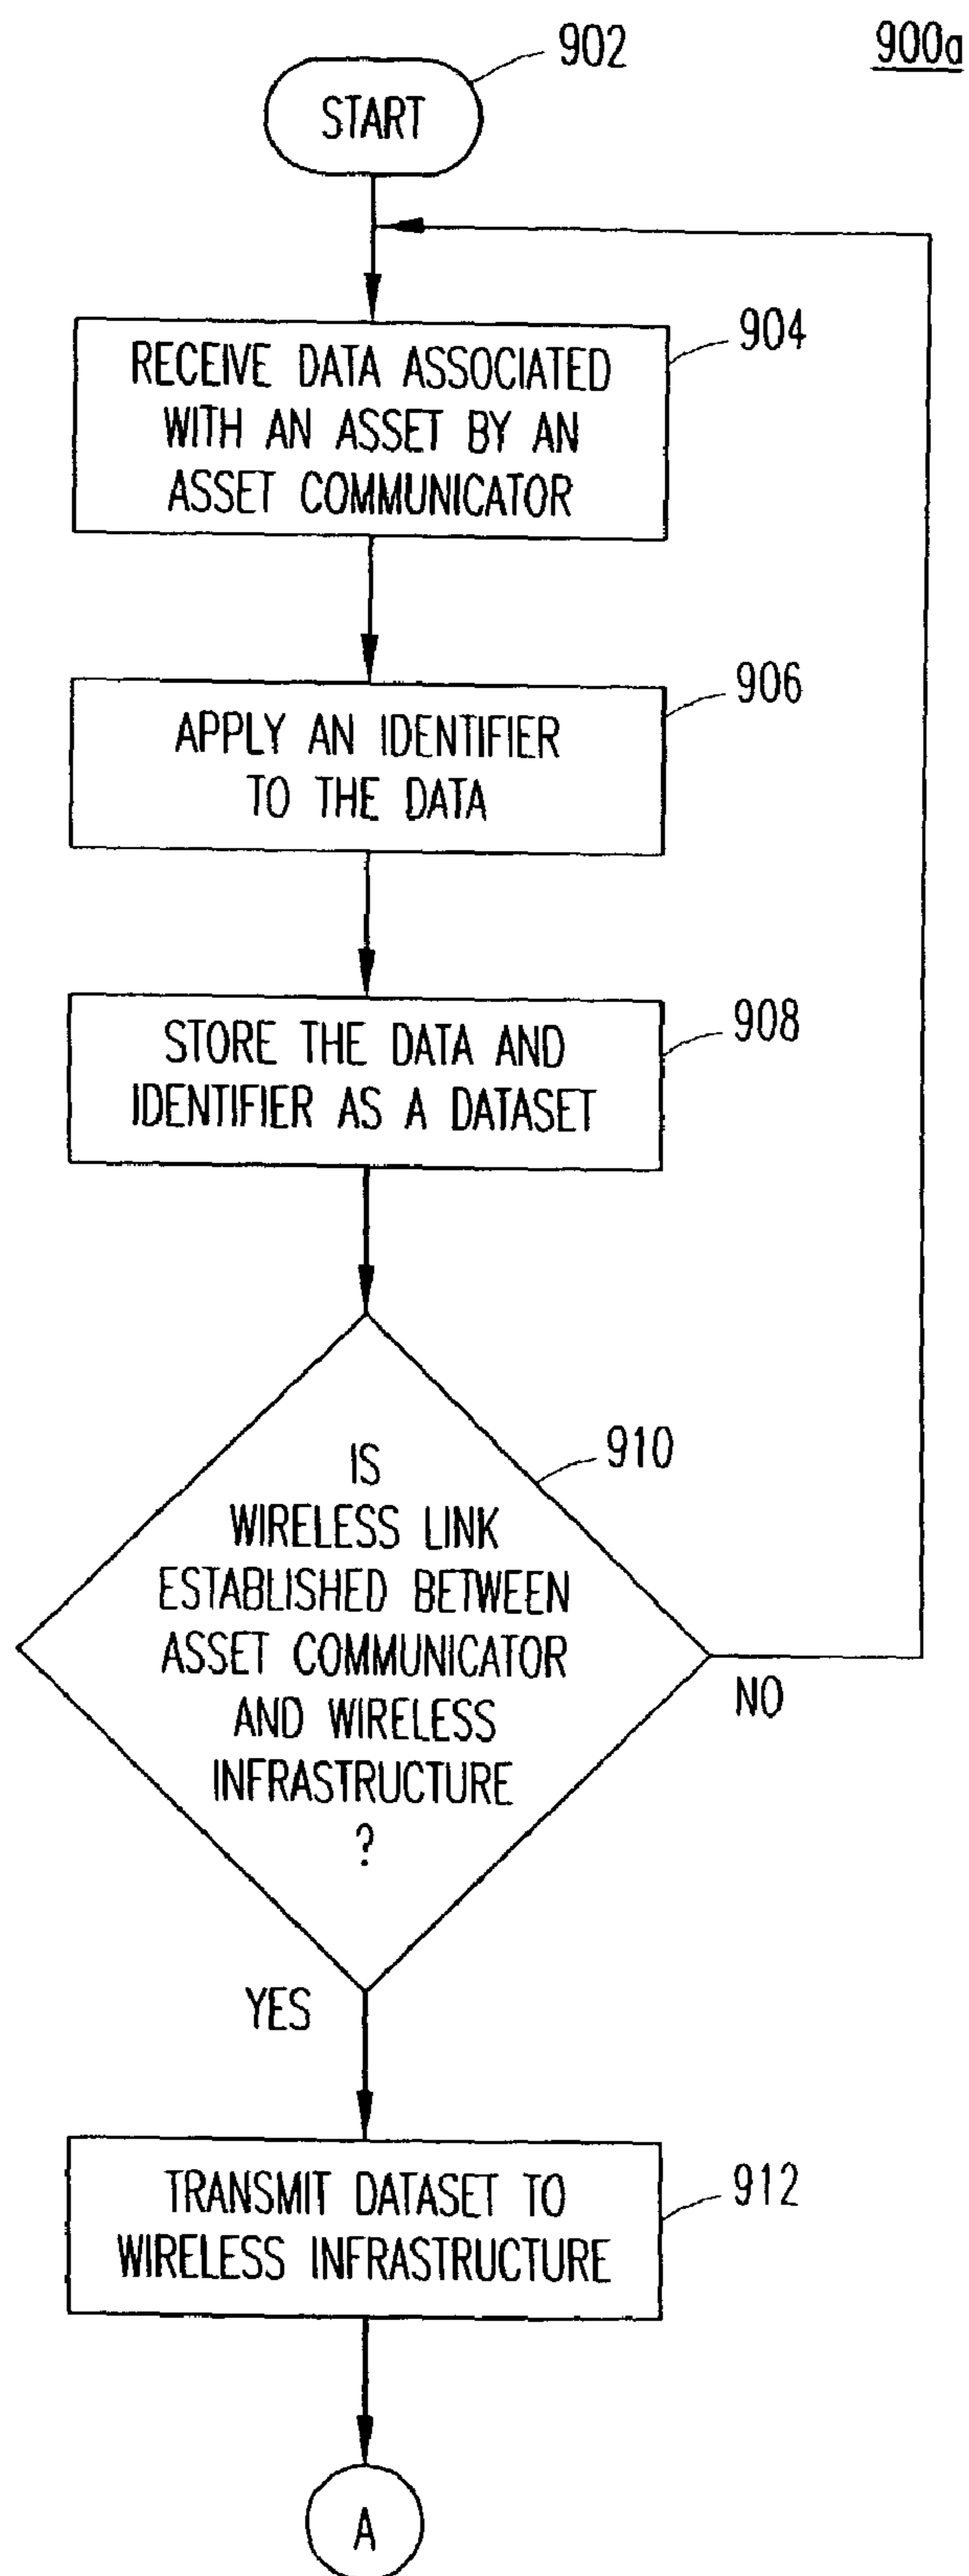 900a
902
START
904
RECEIVE DATA ASSOCIATED
WITH AN ASSET BY AN
ASSET COMMUNICATOR
906
APPLY AN IDENTIFIER
TO THE DATA
908
STORE THE DATA AND
IDENTIFIER AS A DATASET
910
IS
WIRELESS LINK
ESTABLISHED BETWEEN
ASSET COMMUNICATOR
AND WIRELESS
INFRASTRUCTURE
?
NO
YES
912
TRANSMIT DATASET TO
WIRELESS INFRASTRUCTURE
A